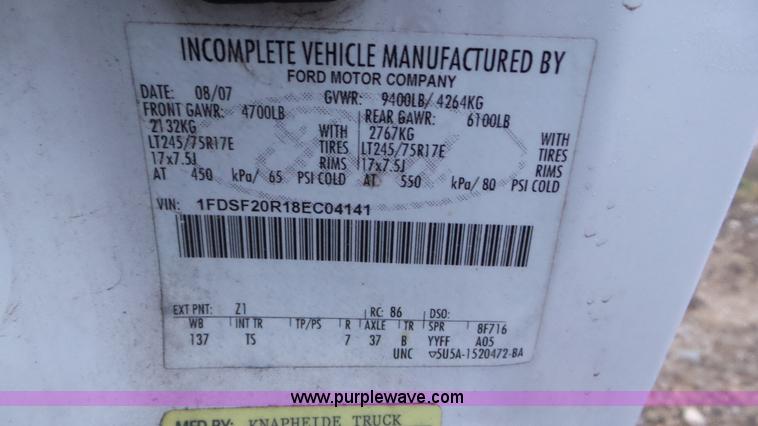 INCOMPLETE VEHICLE MANUFACTURED BY
FORD MOTOR COMPANY
DATE: 08/07 GVWR: 9400LB/ 4264KG
FRONT GAWR: 4700LB REAR GAWR: 6100LB
2132KG WITH 2767KG WITH
LT245/75R17E TIRES LT245/75R17E TIRES
17x7.5J RIMS 17x7.5J RIMS
AT 450 kPa/ 65 PSI COLD AT 550 kPa/ 80 PSI COLD
VIN: 1FDSF20R18EC04141
EXT PNT: Z1 RC: 86 DSO:
WB INT TR TP/PS R AXLE TR SPR 8F716
137 TS 7 37 B YYFF A05
UNC ▽5U5A-1520472-BA
www.purplewave.com
MFD BY: KNAPHEIDE TRUCK